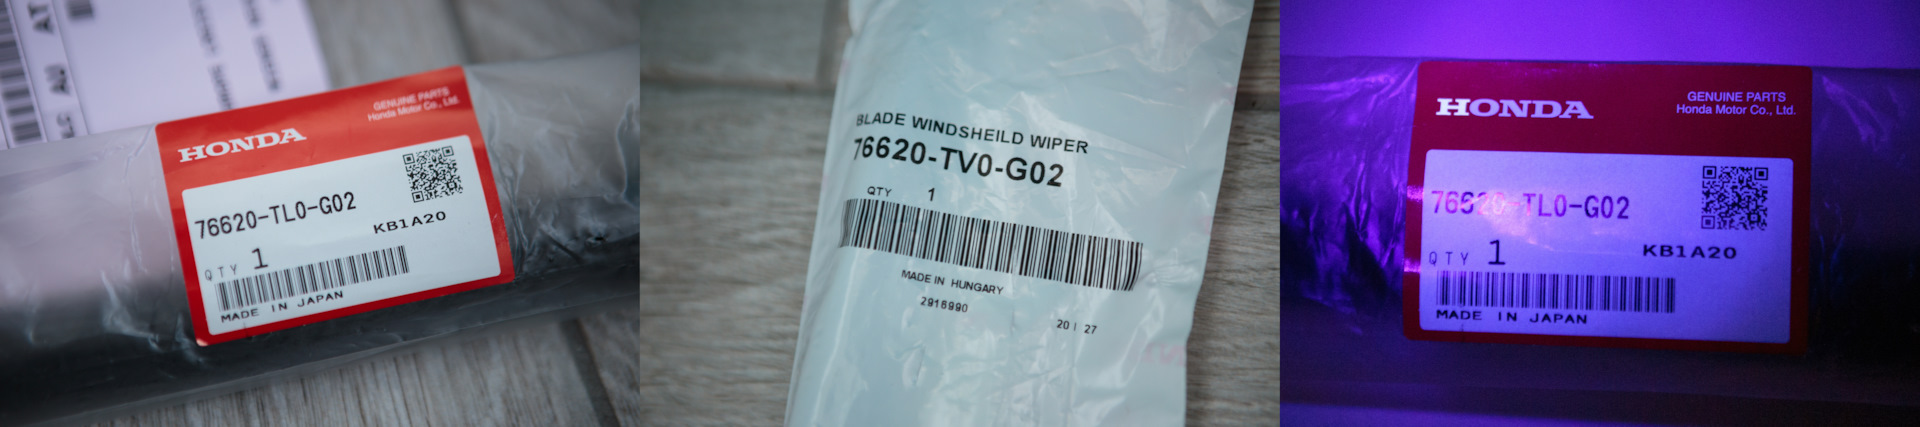 AT
AU
HONDA
GENUINE PARTS
Honda Motor Co., Ltd.
76620-TL0-G02
KB1A20
QTY 1
MADE IN JAPAN
BLADE WINDSHEILD WIPER
76620-TV0-G02
QTY 1
MADE IN HUNGARY
2916990
20 | 27
HONDA
GENUINE PARTS
Honda Motor Co., Ltd.
76620-TL0-G02
KB1A20
QTY 1
MADE IN JAPAN